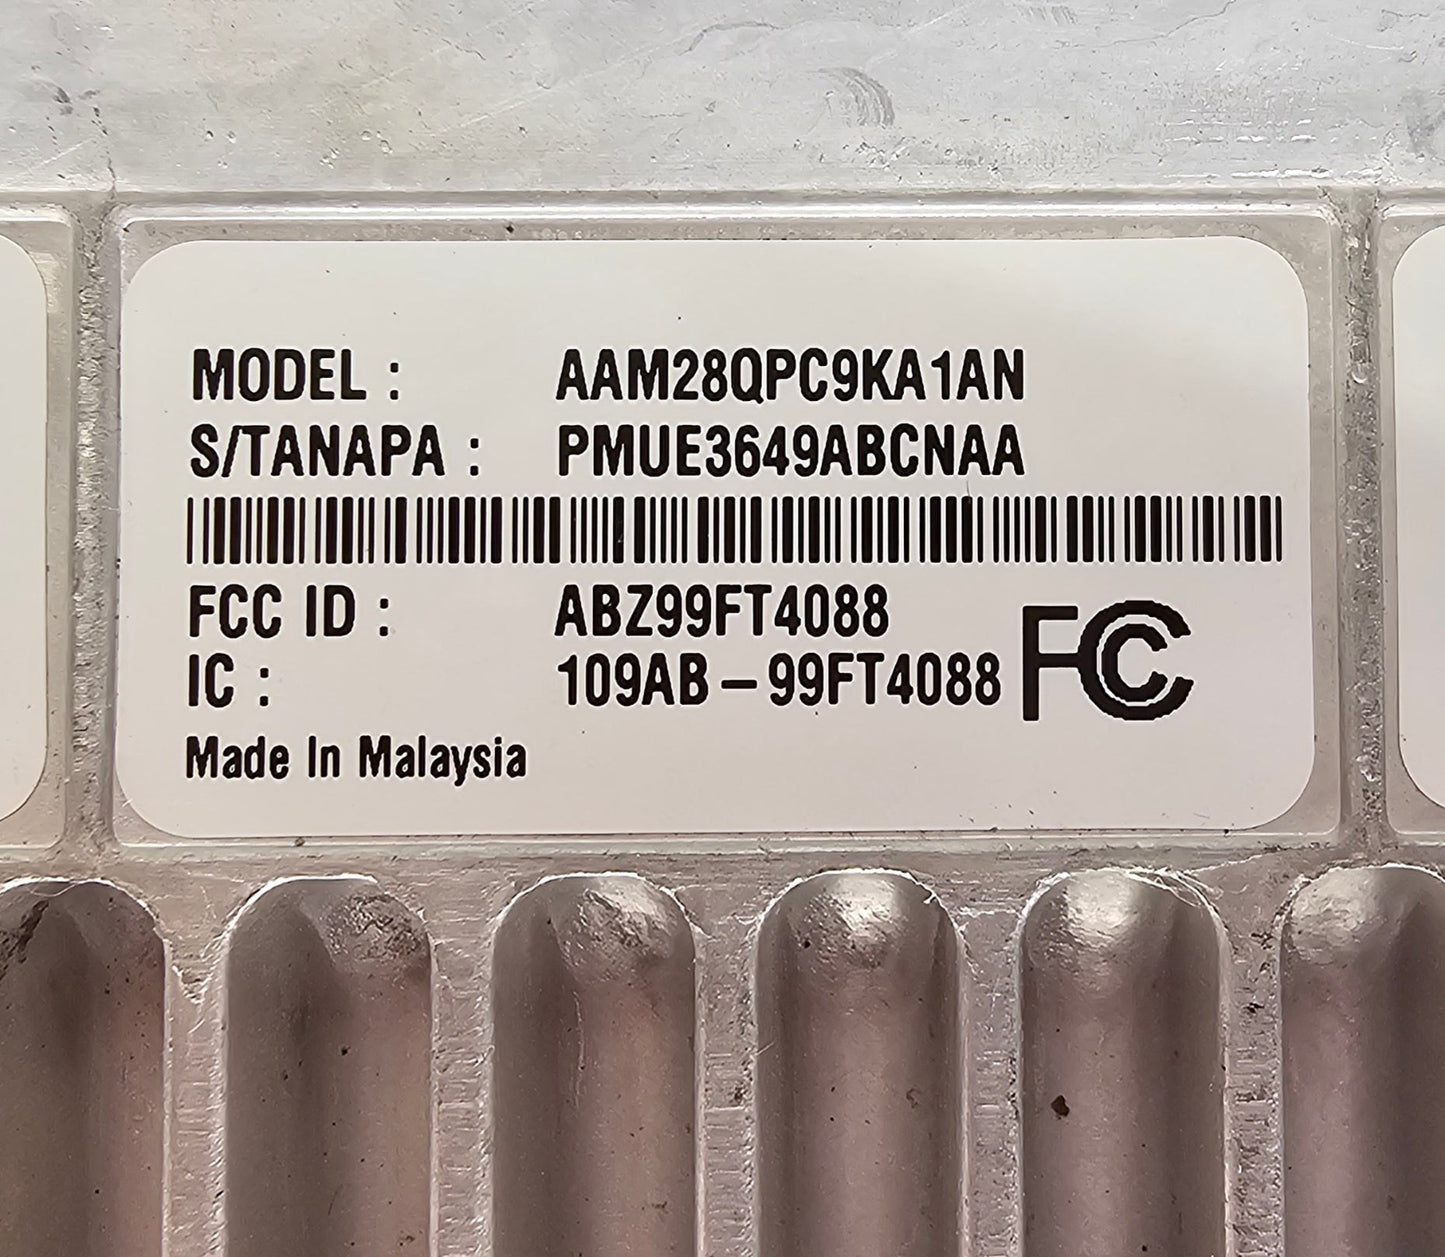 MODEL : AAM28QPC9KA1AN
S/TANAPA : PMUE3649ABCNAA
FCC ID : ABZ99FT4088
IC : 109AB-99FT4088 FC
Made In Malaysia